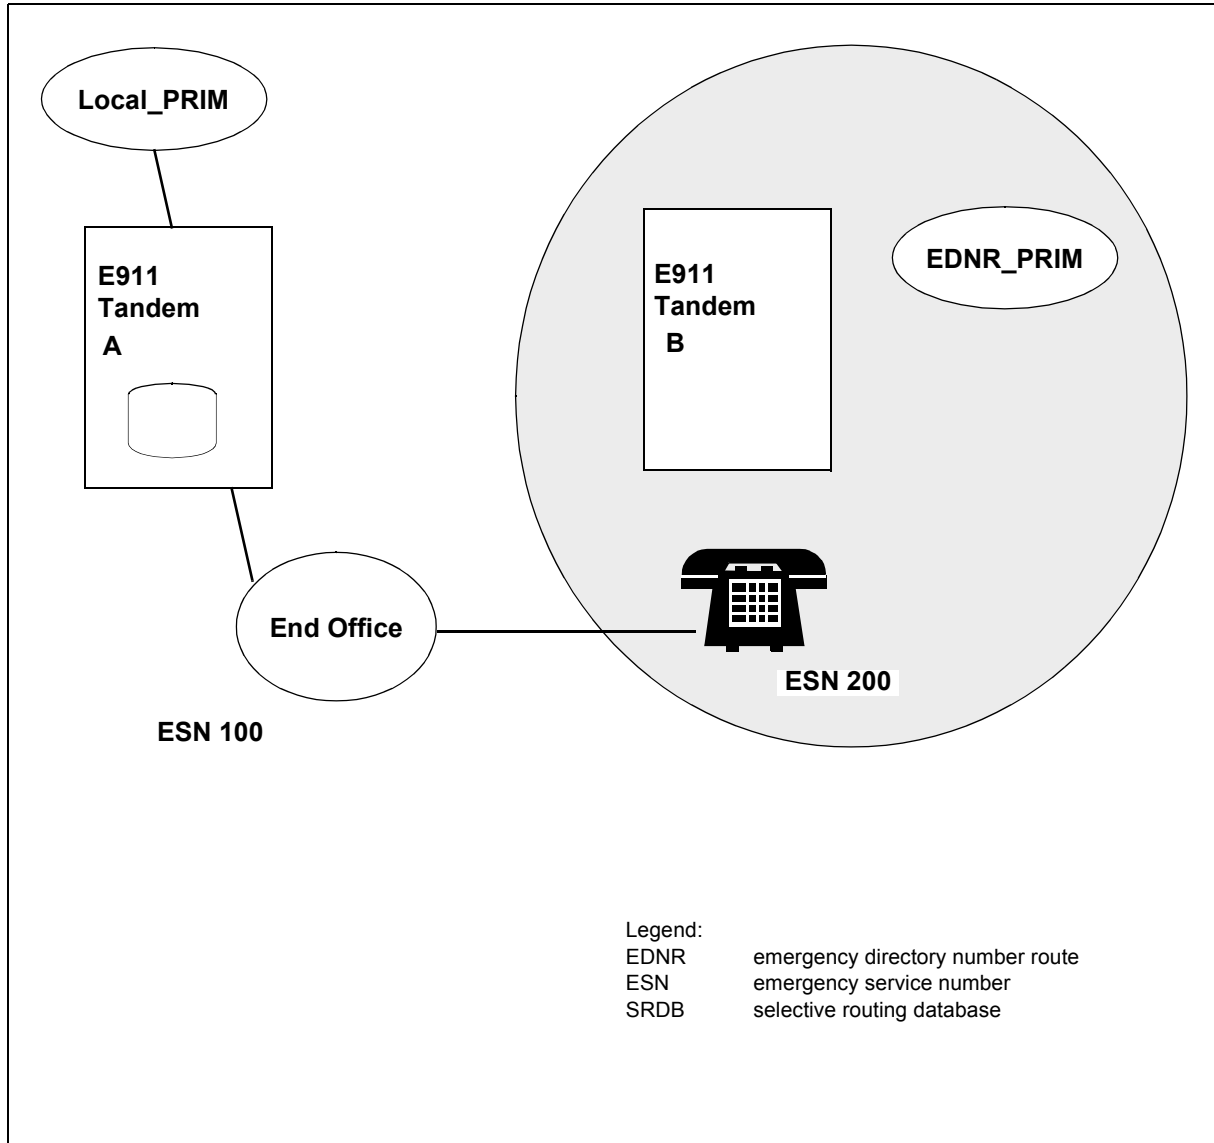 Local_PRIM
E911
Tandem
A
E911
Tandem
B
EDNR_PRIM
End Office
ESN 200
ESN 100
Legend:
EDNR emergency directory number route
ESN emergency service number
SRDB selective routing database